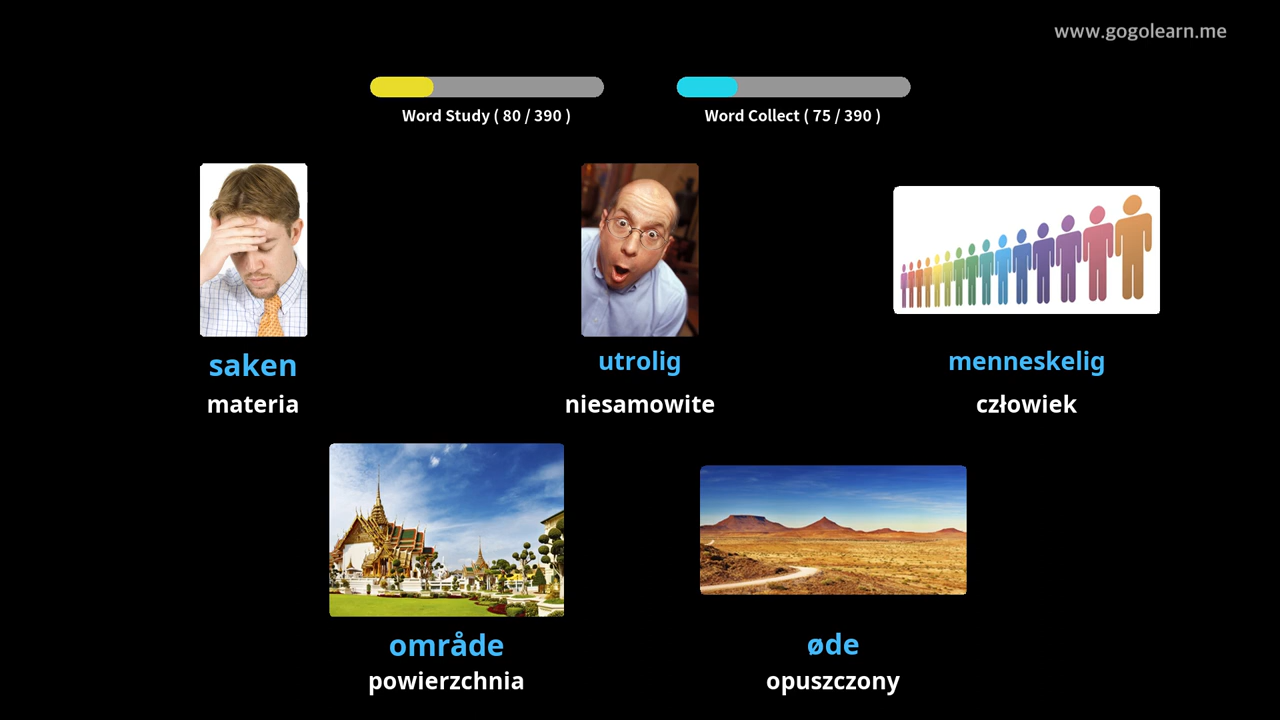 www.gogolearn.me
Word Study ( 80 / 390 )
Word Collect ( 75 / 390 )
saken
utrolig
menneskelig
materia
niesamowite
człowiek
område
øde
powierzchnia
opuszczony